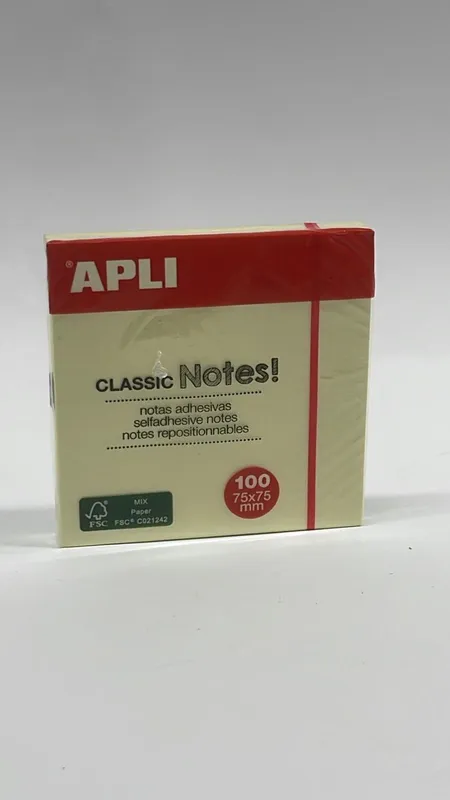 ® APLI
CLASSIC Notes!
notas adhesivas
selfadhesive notes
notes repositionnables
100
75x75
mm
MIX
Paper
FSC
FSC® C021242